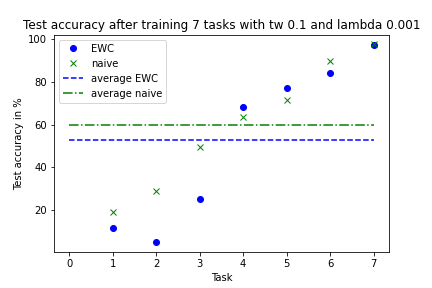 Test accuracy after training 7 tasks with tw 0.1 and lambda 0.001
EWC
naive
average EWC
average naive
Test accuracy in %
100
80
60
40
20
0 1 2 3 4 5 6 7
Task